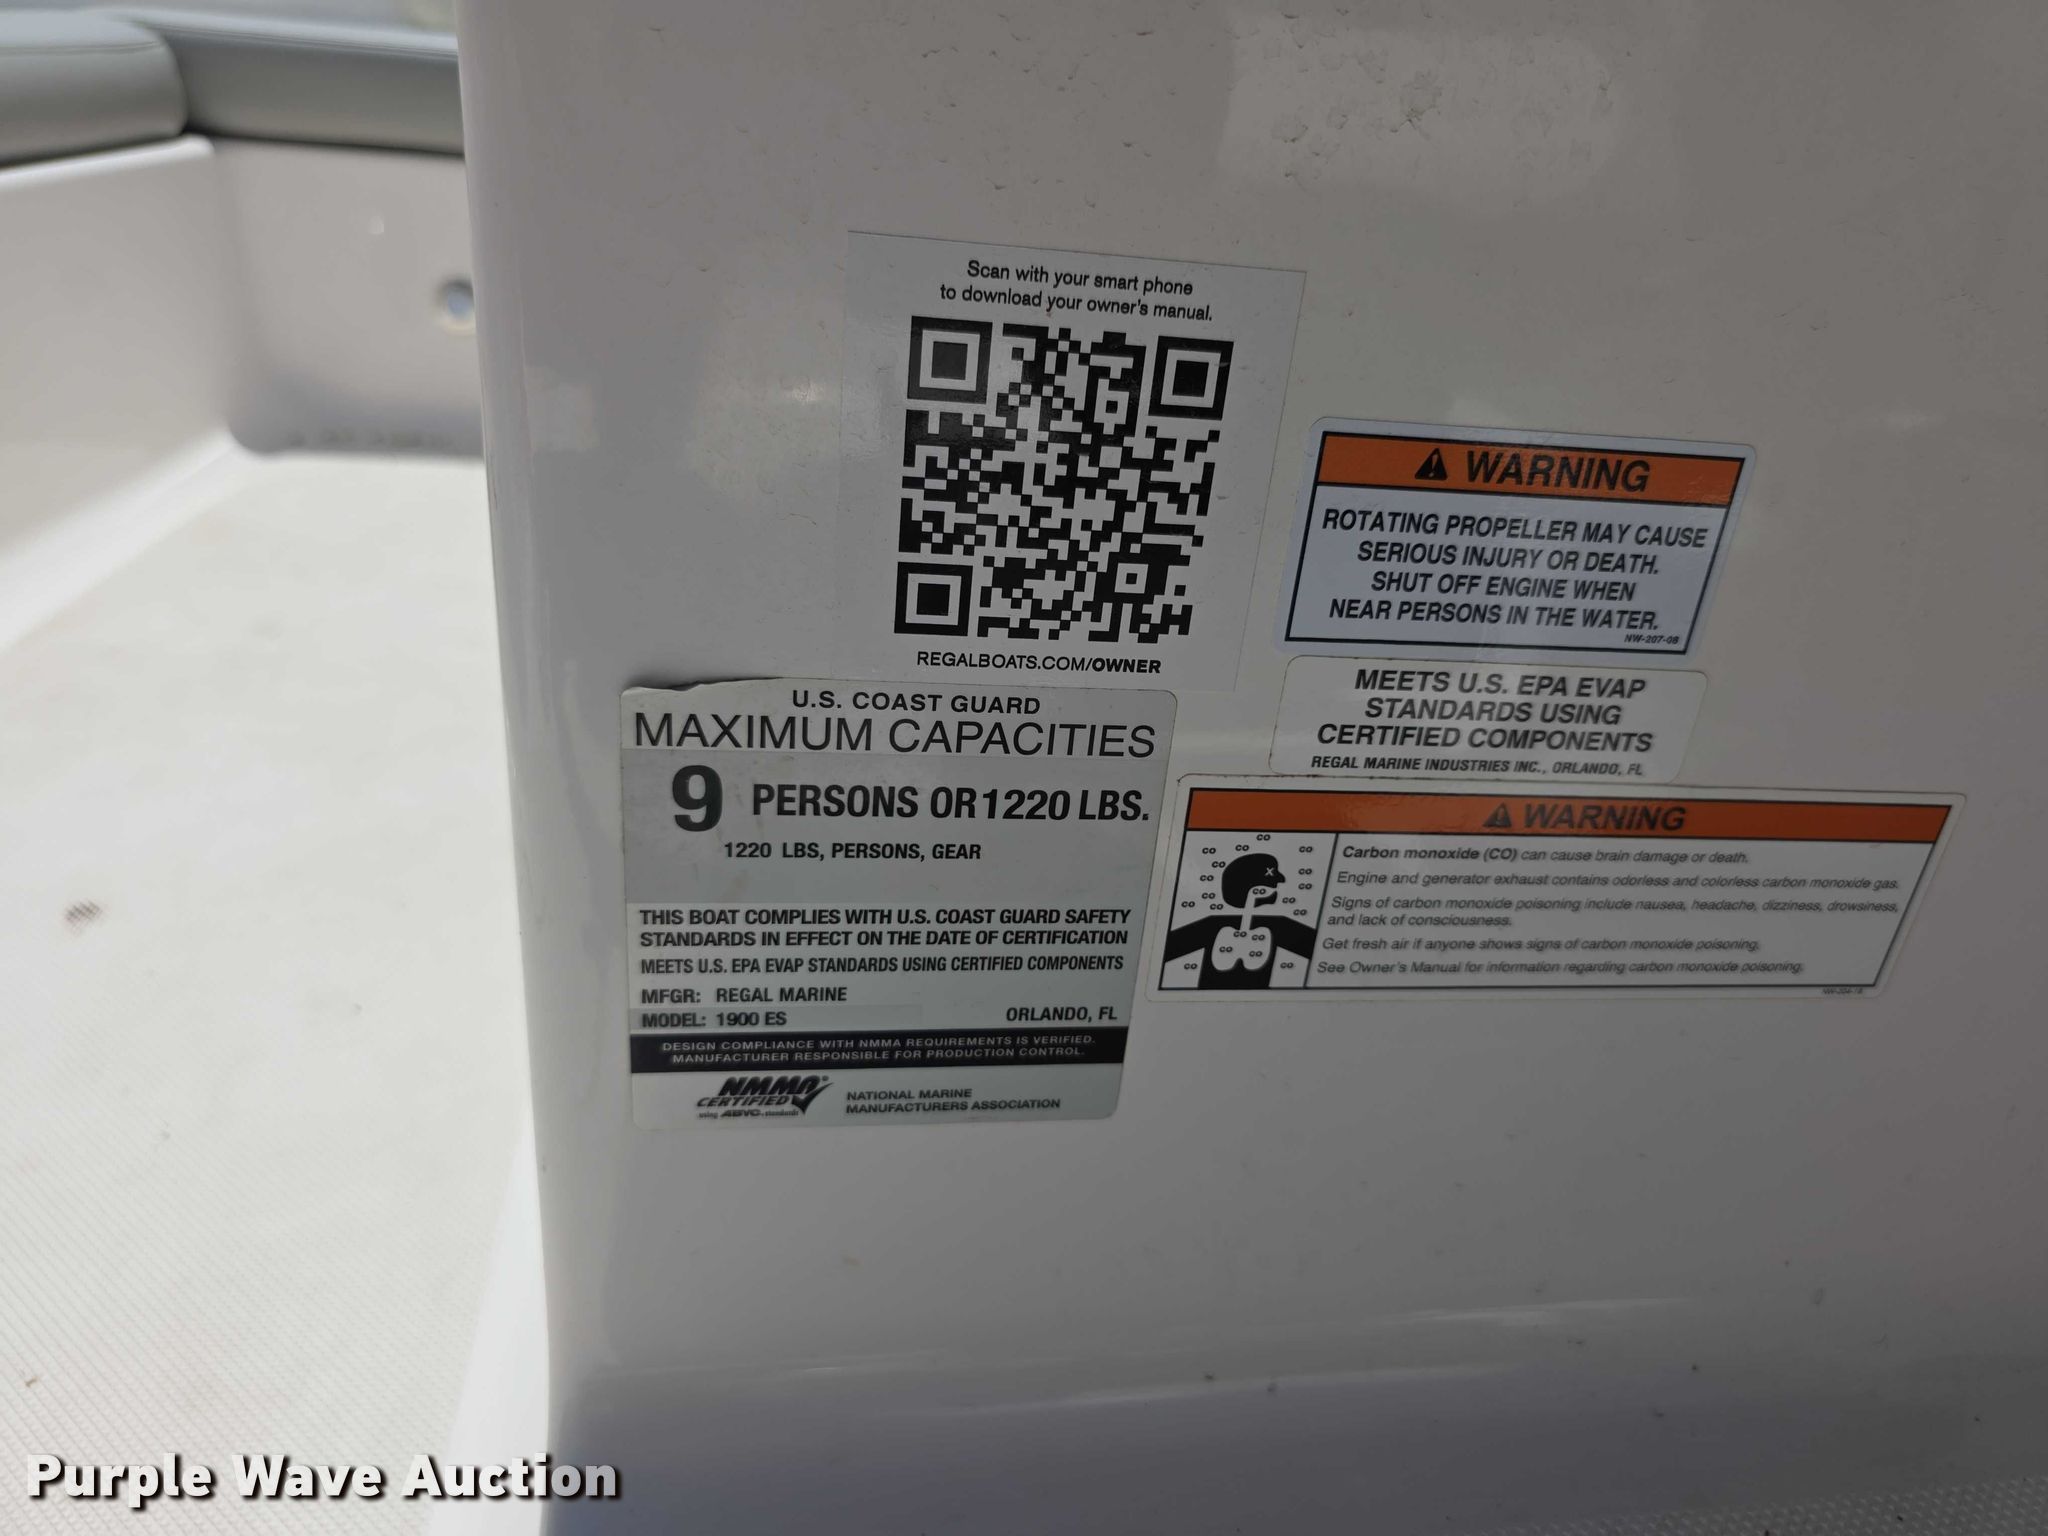 Scan with your smart phone
to download your owner's manual.
REGALBOATS.COM/OWNER
WARNING
ROTATING PROPELLER MAY CAUSE
SERIOUS INJURY OR DEATH.
SHUT OFF ENGINE WHEN
NEAR PERSONS IN THE WATER.
NW-207-08
MEETS U.S. EPA EVAP
STANDARDS USING
CERTIFIED COMPONENTS
REGAL MARINE INDUSTRIES INC., ORLANDO, FL
U.S. COAST GUARD
MAXIMUM CAPACITIES
9 PERSONS OR 1220 LBS.
1220 LBS, PERSONS, GEAR
THIS BOAT COMPLIES WITH U.S. COAST GUARD SAFETY
STANDARDS IN EFFECT ON THE DATE OF CERTIFICATION
MEETS U.S. EPA EVAP STANDARDS USING CERTIFIED COMPONENTS
MFGR: REGAL MARINE
MODEL: 1900 ES ORLANDO, FL
DESIGN COMPLIANCE WITH NMMA REQUIREMENTS IS VERIFIED.
MANUFACTURER RESPONSIBLE FOR PRODUCTION CONTROL.
NMMA
CERTIFIED
using ABYC standards
NATIONAL MARINE
MANUFACTURERS ASSOCIATION
WARNING
Carbon monoxide (CO) can cause brain damage or death.
Engine and generator exhaust contains odorless and colorless carbon monoxide gas.
Signs of carbon monoxide poisoning include nausea, headache, dizziness, drowsiness,
and lack of consciousness.
Get fresh air if anyone shows signs of carbon monoxide poisoning.
See Owner's Manual for information regarding carbon monoxide poisoning.
Purple Wave Auction